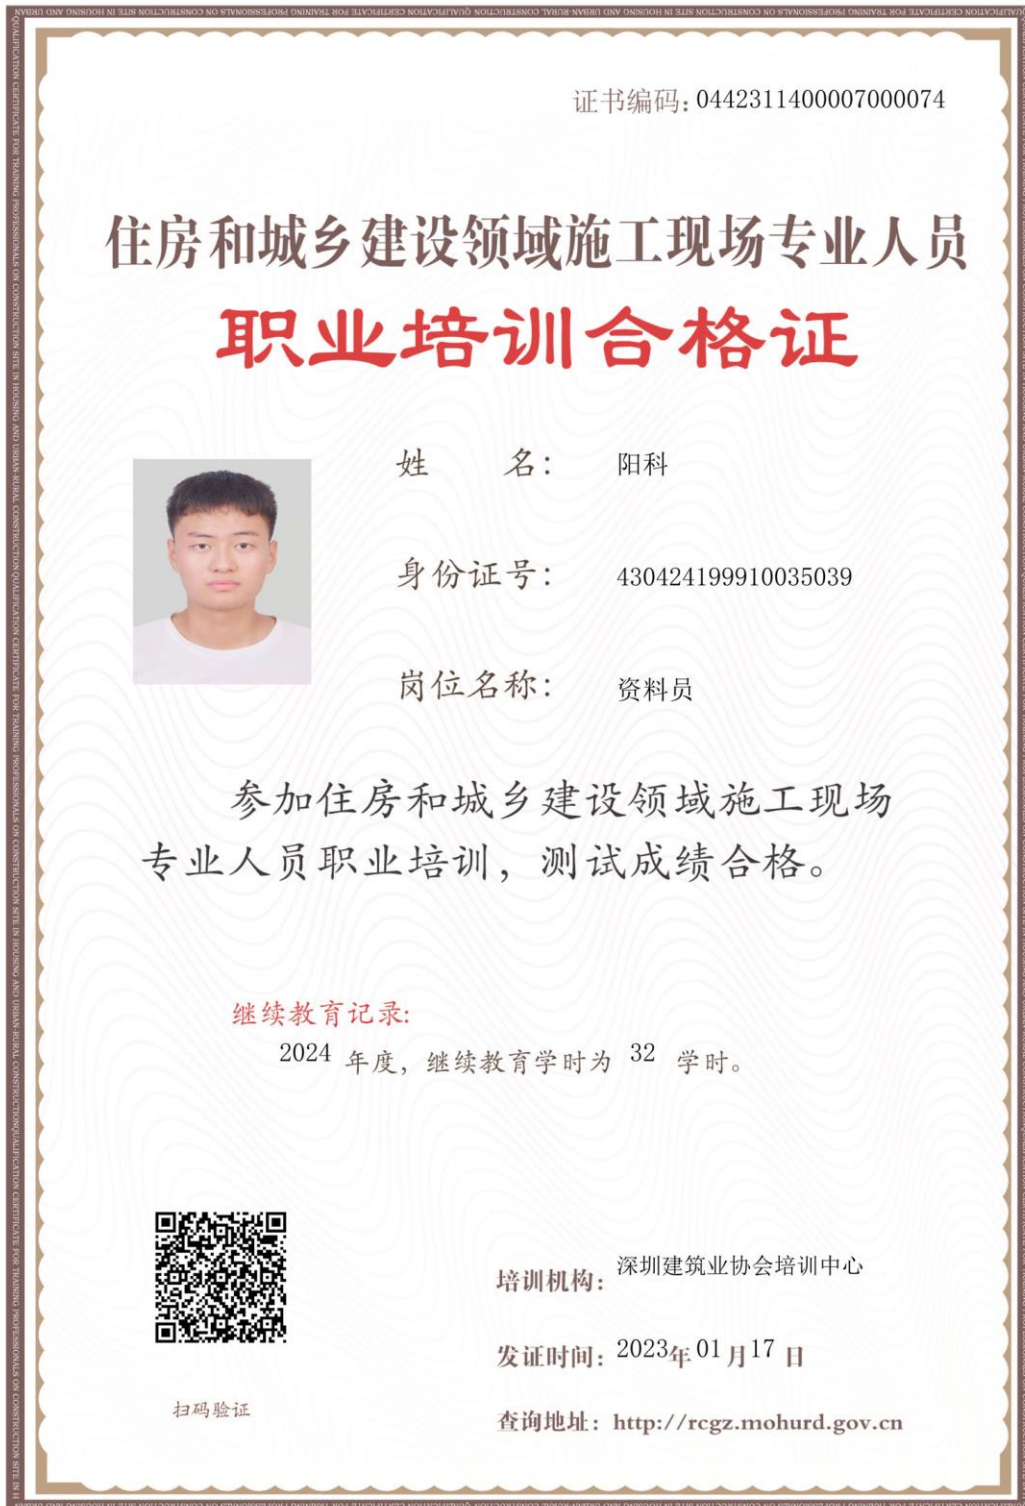 证书编码:0442311400007000074
住房和城乡建设领域施工现场专业人员
职业培训合格证
姓 名: 阳科
身份证号: 430424199910035039
岗位名称: 资料员
参加住房和城乡建设领域施工现场
专业人员职业培训,测试成绩合格。
继续教育记录:
2024 年度,继续教育学时为 32 学时。
培训机构: 深圳建筑业协会培训中心
发证时间: 2023年01月17日
扫码验证
查询地址: http://rcgz.mohurd.gov.cn